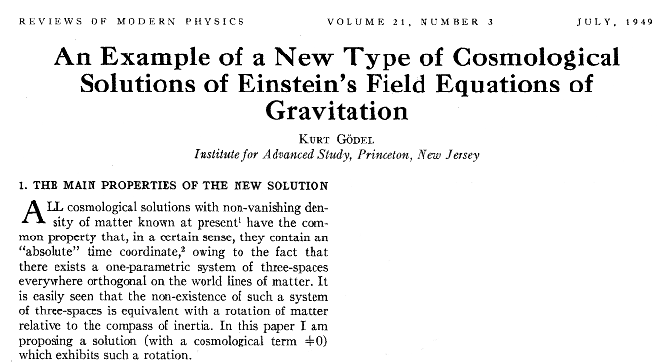 REVIEWS OF MODERN PHYSICS VOLUME 21, NUMBER 3 JULY, 1949
An Example of a New Type of Cosmological
Solutions of Einstein's Field Equations of
Gravitation
KURT GÖDEL
Institute for Advanced Study, Princeton, New Jersey
1. THE MAIN PROPERTIES OF THE NEW SOLUTION
ALL cosmological solutions with non-vanishing den-
sity of matter known at present¹ have the com-
mon property that, in a certain sense, they contain an
"absolute" time coordinate,² owing to the fact that
there exists a one-parametric system of three-spaces
everywhere orthogonal on the world lines of matter. It
is easily seen that the non-existence of such a system
of three-spaces is equivalent with a rotation of matter
relative to the compass of inertia. In this paper I am
proposing a solution (with a cosmological term ≠0)
which exhibits such a rotation.